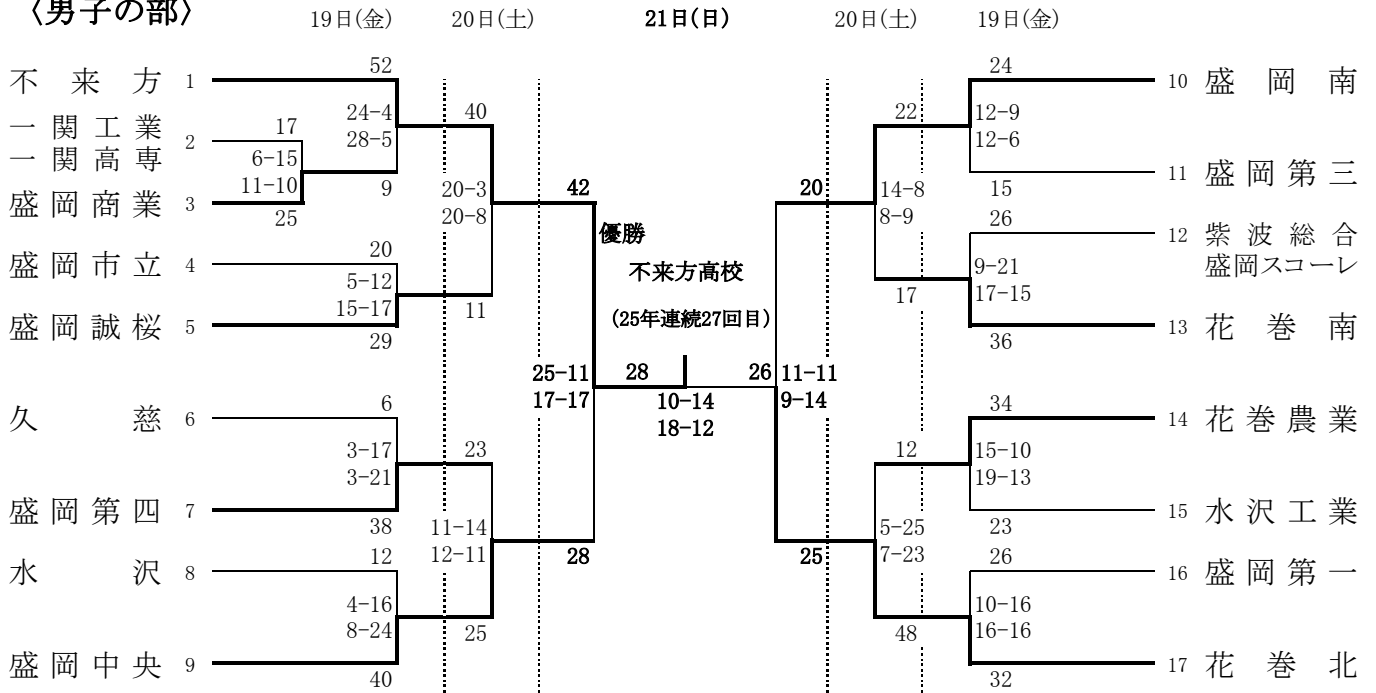 〈男子の部〉
19日(金) 20日(土) 21日(日) 20日(土) 19日(金)
不来方 1
52
24-4
28-5
一関工業
一関高専 2
17
6-15
11-10
盛岡商業 3
25
9
40
20-3
20-8
盛岡市立 4
20
5-12
15-17
盛岡誠桜 5
29
11
42
25-11
17-17
久慈 6
6
3-17
3-21
盛岡第四 7
38
23
11-14
12-11
水沢 8
12
4-16
8-24
盛岡中央 9
40
25
28
優勝
不来方高校
(25年連続27回目)
28 26
10-14
18-12
20
11-11
9-14
25
22
14-8
8-9
17
24
12-9
12-6
15
10 盛岡南
11 盛岡第三
26
9-21
17-15
36
12 紫波総合
盛岡スコーレ
13 花巻南
12
5-25
7-23
48
34
15-10
19-13
23
14 花巻農業
15 水沢工業
26
10-16
16-16
32
16 盛岡第一
17 花巻北